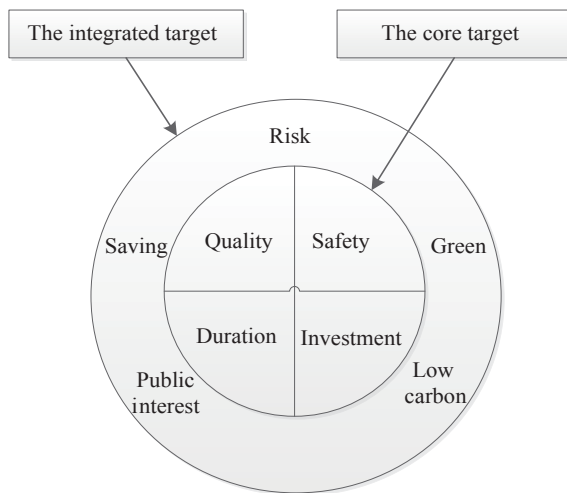 The integrated target
The core target
Risk
Saving
Quality
Safety
Green
Duration
Investment
Public
interest
Low
carbon